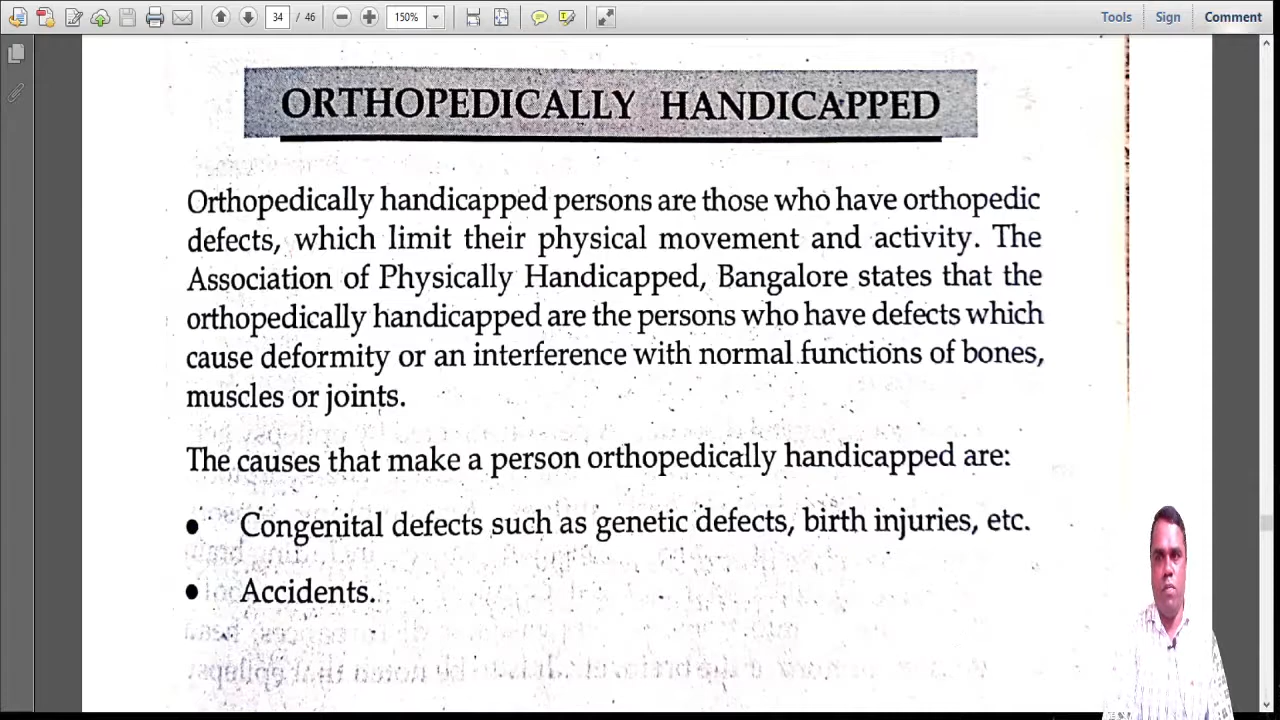 34 / 46
150%
Tools
Sign
Comment
ORTHOPEDICALLY HANDICAPPED
Orthopedically handicapped persons are those who have orthopedic
defects, which limit their physical movement and activity. The
Association of Physically Handicapped, Bangalore states that the
orthopedically handicapped are the persons who have defects which
cause deformity or an interference with normal functions of bones,
muscles or joints.
The causes that make a person orthopedically handicapped are:
• Congenital defects such as genetic defects, birth injuries, etc.
• Accidents.